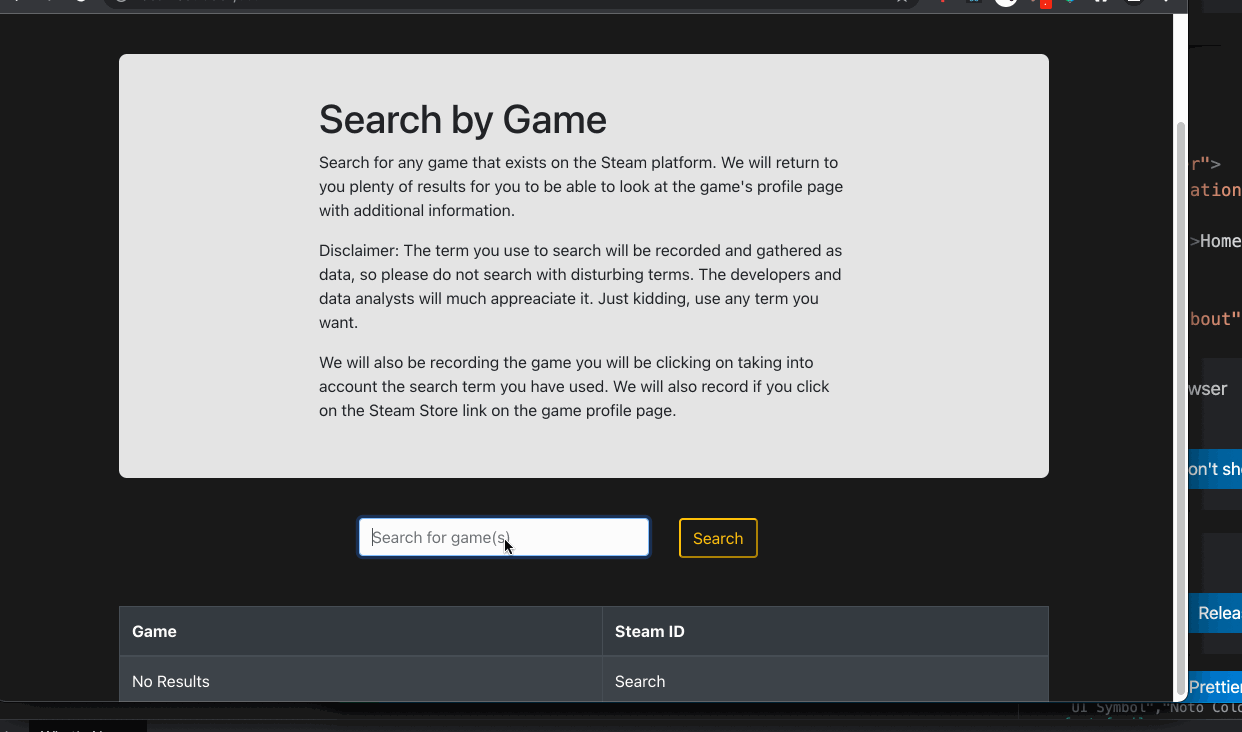 Search by Game
Search for any game that exists on the Steam platform. We will return to
you plenty of results for you to be able to look at the game's profile page
with additional information.
Disclaimer: The term you use to search will be recorded and gathered as
data, so please do not search with disturbing terms. The developers and
data analysts will much appreaciate it. Just kidding, use any term you
want.
We will also be recording the game you will be clicking on taking into
account the search term you have used. We will also record if you click
on the Steam Store link on the game profile page.
Search for game(s)
Search
Game
Steam ID
No Results
Search
r">
ation
>Home
bout"
wser
on't sh
Relea
Prettier
UI Symbol","Noto Colo